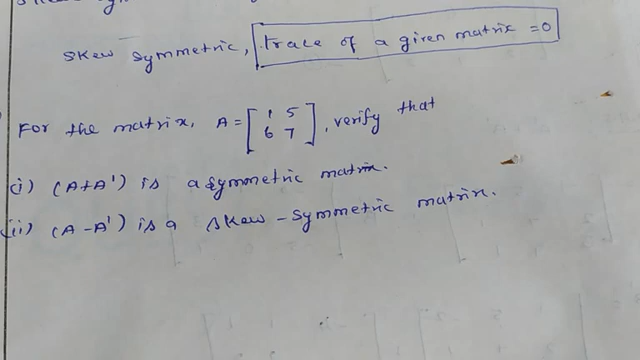 Skew symmetric, trace of a given matrix = 0
For the matrix, A = [1 5
6 7], verify that
(i) (A+A') is a symmetric matrix.
(ii) (A-A') is a skew-symmetric matrix.